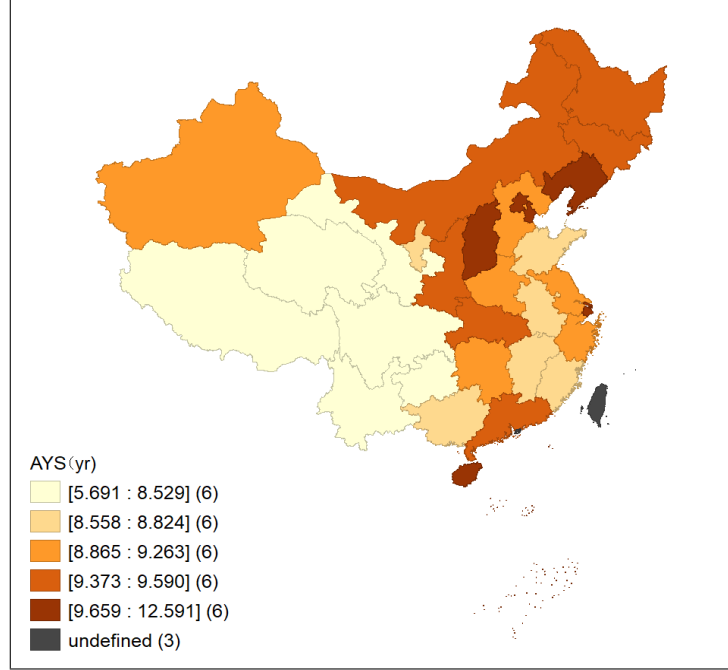 AYS(yr)
[5.691 : 8.529] (6)
[8.558 : 8.824] (6)
[8.865 : 9.263] (6)
[9.373 : 9.590] (6)
[9.659 : 12.591] (6)
undefined (3)